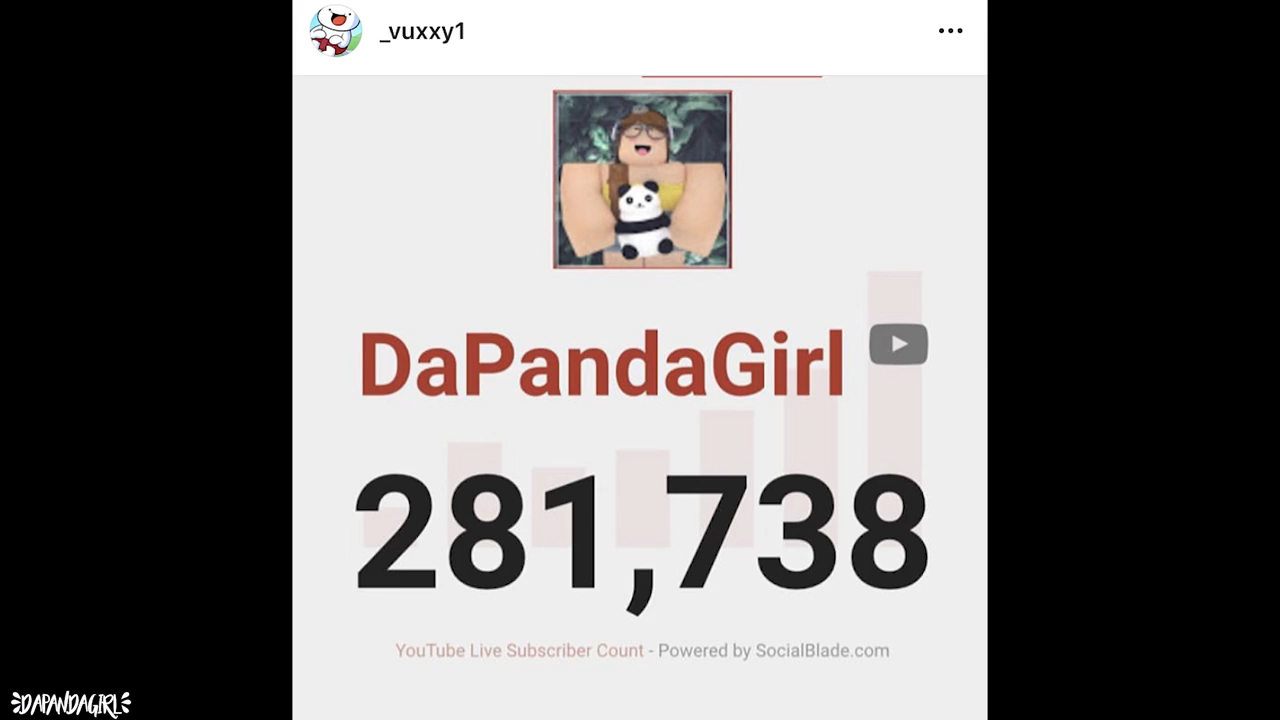 _vuxxy1
DaPandaGirl
281,738
YouTube Live Subscriber Count - Powered by SocialBlade.com
DAPANDAGIRL